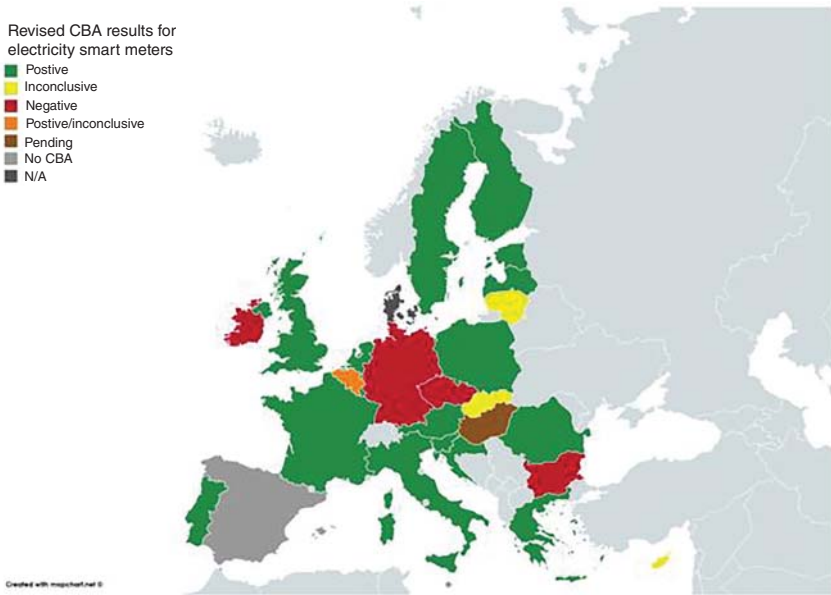 Revised CBA results for
electricity smart meters
Postive
Inconclusive
Negative
Postive/inconclusive
Pending
No CBA
N/A
Created with mapchart.net ©